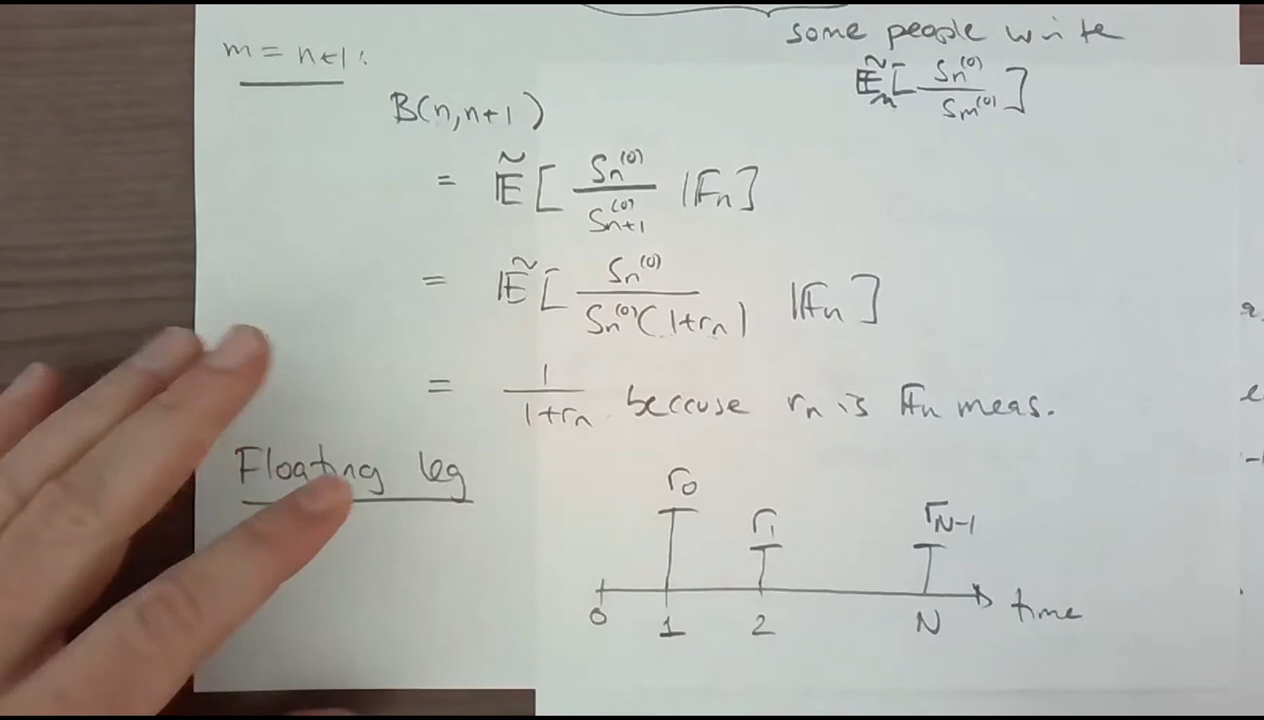 some people write
m = n+1:
Ẽₙ[ Sₙ⁽⁰⁾ / Sₘ⁽⁰⁾ ]
B(n,n+1)
= Ẽ[ Sₙ⁽⁰⁾ / Sₙ₊₁⁽⁰⁾ | Fₙ ]
= Ẽ[ Sₙ⁽⁰⁾ / Sₙ⁽⁰⁾(1+rₙ) | Fₙ ]
= 1 / 1+rₙ because rₙ is Fₙ meas.
Floating leg
r₀ r₁ r_{N-1}
0 1 2 N time